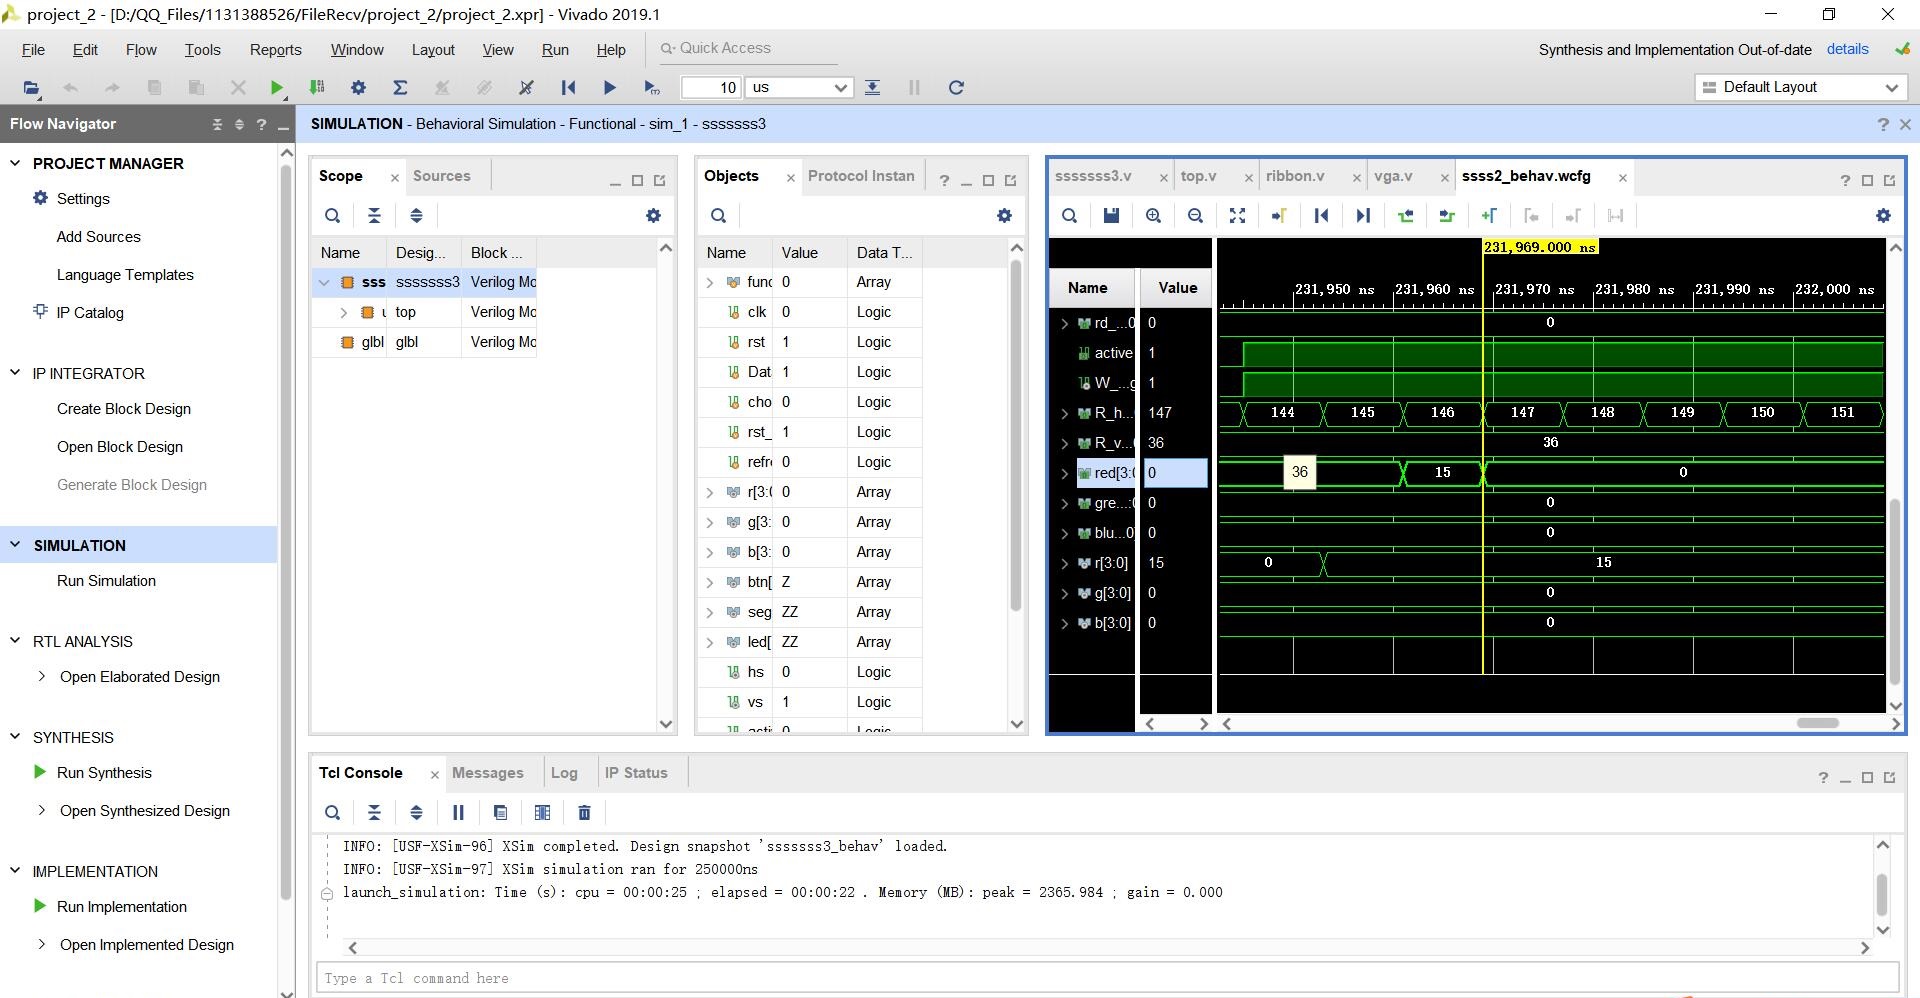 project_2 - [D:/QQ_Files/1131388526/FileRecv/project_2/project_2.xpr] - Vivado 2019.1
File Edit Flow Tools Reports Window Layout View Run Help Quick Access
Synthesis and Implementation Out-of-date details
10 us
Default Layout
Flow Navigator
PROJECT MANAGER
Settings
Add Sources
Language Templates
IP Catalog
IP INTEGRATOR
Create Block Design
Open Block Design
Generate Block Design
SIMULATION
Run Simulation
RTL ANALYSIS
Open Elaborated Design
SYNTHESIS
Run Synthesis
Open Synthesized Design
IMPLEMENTATION
Run Implementation
Open Implemented Design
SIMULATION - Behavioral Simulation - Functional - sim_1 - sssssss3
Scope Sources
Name Desig... Block ...
sss sssssss3 Verilog Mo
top Verilog Mo
glbl glbl Verilog Mo
Objects Protocol Instan
Name Value Data T...
func 0 Array
clk 0 Logic
rst 1 Logic
Dat 1 Logic
cho 0 Logic
rst_ 1 Logic
refr 0 Logic
r[3:0 0 Array
g[3: 0 Array
b[3: 0 Array
btn[ Z Array
seg ZZ Array
led[ ZZ Array
hs 0 Logic
vs 1 Logic
acti 0 Logic
sssssss3.v top.v ribbon.v vga.v ssss2_behav.wcfg
231,969.000 ns
Name Value
231,950 ns 231,960 ns 231,970 ns 231,980 ns 231,990 ns 232,000 ns
rd_...0 0 0
active 1
W_...g 1
R_h... 147 144 145 146 147 148 149 150 151
R_v... 36 36
red[3:0 0 36 15 0
gre...:0 0 0
blu...0] 0 0
r[3:0] 15 0 15
g[3:0] 0 0
b[3:0] 0 0
Tcl Console Messages Log IP Status
INFO: [USF-XSim-96] XSim completed. Design snapshot 'sssssss3_behav' loaded.
INFO: [USF-XSim-97] XSim simulation ran for 250000ns
launch_simulation: Time (s): cpu = 00:00:25 ; elapsed = 00:00:22 . Memory (MB): peak = 2365.984 ; gain = 0.000
Type a Tcl command here